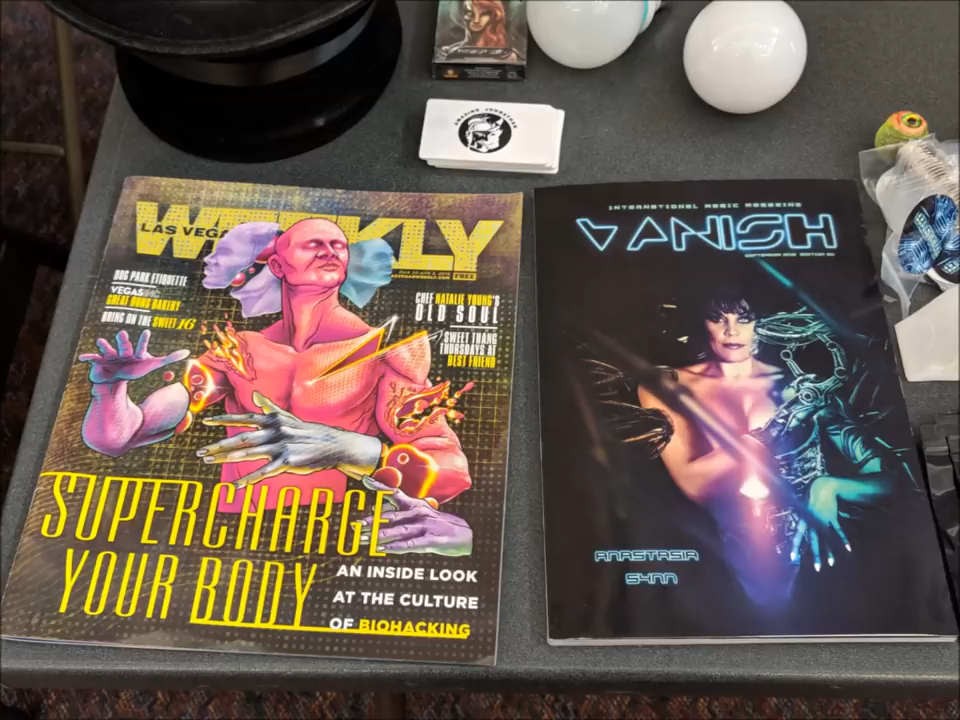 WEEKLY
LAS VEGAS
FREE
DOG PARK ETIQUETTE
GREAT BUNS BAKERY
BRING ON THE SWEET 16
CHEF NATALIE YOUNG'S
OLD SOUL
SWEET THANG
THURSDAYS AT
BEST FRIEND
SUPERCHARGE
YOUR BODY
AN INSIDE LOOK
AT THE CULTURE
OF BIOHACKING
INTERNATIONAL MAGIC MAGAZINE
VANISH
ANASTASIA
SYNN